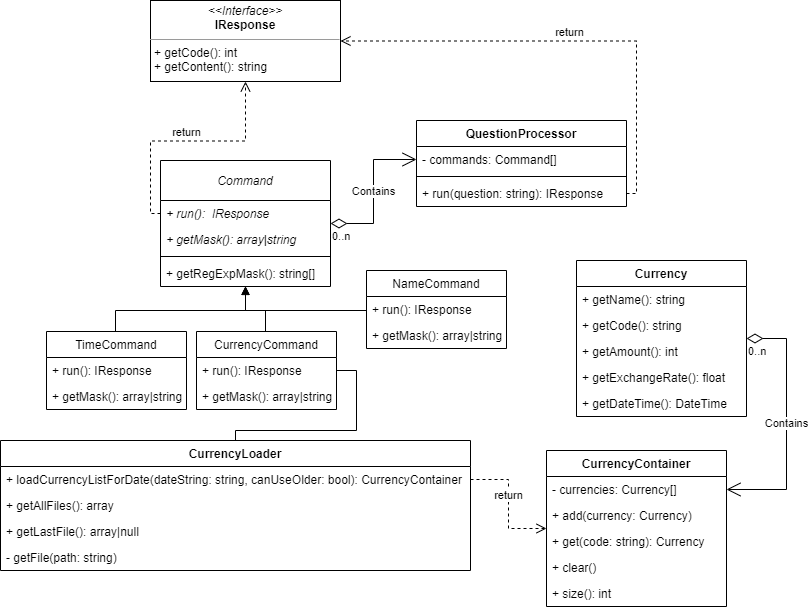 <<Interface>>
IResponse
+ getCode(): int
+ getContent(): string
return
return
QuestionProcessor
- commands: Command[]
+ run(question: string): IResponse
Contains
0..n
Command
+ run():  IResponse
+ getMask(): array|string
+ getRegExpMask(): string[]
NameCommand
+ run(): IResponse
+ getMask(): array|string
TimeCommand
+ run(): IResponse
+ getMask(): array|string
CurrencyCommand
+ run(): IResponse
+ getMask(): array|string
Currency
+ getName(): string
+ getCode(): string
+ getAmount(): int
+ getExchangeRate(): float
+ getDateTime(): DateTime
0..n
Contains
CurrencyLoader
+ loadCurrencyListForDate(dateString: string, canUseOlder: bool): CurrencyContainer
+ getAllFiles(): array
+ getLastFile(): array|null
- getFile(path: string)
return
CurrencyContainer
- currencies: Currency[]
+ add(currency: Currency)
+ get(code: string): Currency
+ clear()
+ size(): int